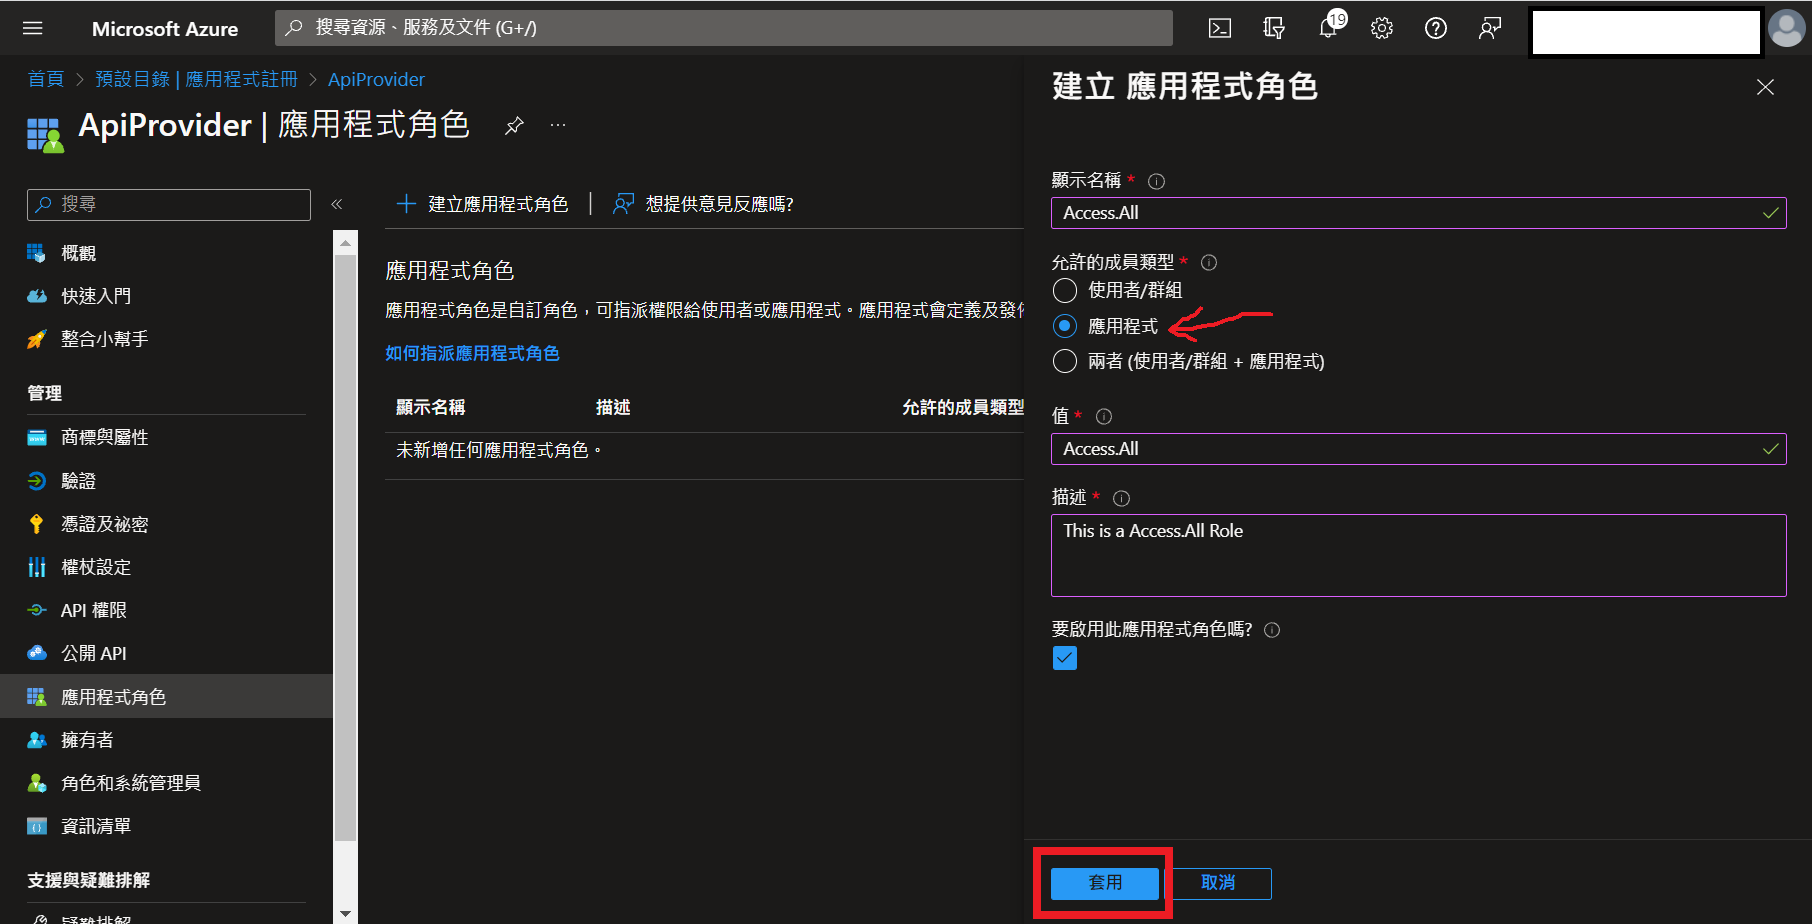 Microsoft Azure
搜尋資源、服務及文件 (G+/)
19
首頁 > 預設目錄 | 應用程式註冊 > ApiProvider
ApiProvider | 應用程式角色
...
搜尋
«
概觀
快速入門
整合小幫手
管理
商標與屬性
驗證
憑證及祕密
權杖設定
API 權限
公開 API
應用程式角色
擁有者
角色和系統管理員
資訊清單
支援與疑難排解
疑難排解
建立應用程式角色 | 想提供意見反應嗎?
應用程式角色
應用程式角色是自訂角色，可指派權限給使用者或應用程式。應用程式會定義及發
如何指派應用程式角色
顯示名稱 描述 允許的成員類型
未新增任何應用程式角色。
建立 應用程式角色
顯示名稱 *
Access.All
允許的成員類型 *
使用者/群組
應用程式
兩者 (使用者/群組 + 應用程式)
值 *
Access.All
描述 *
This is a Access.All Role
要啟用此應用程式角色嗎?
套用 取消